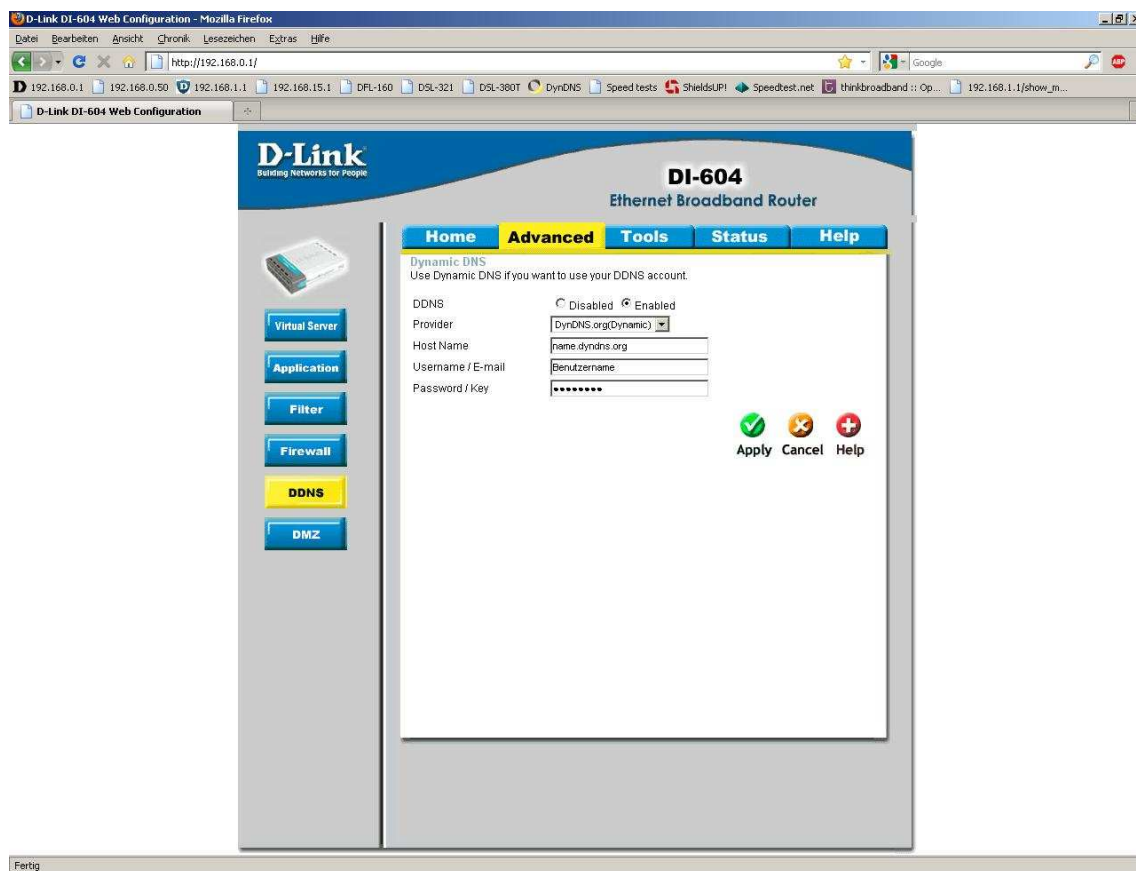 D-Link DI-604 Web Configuration - Mozilla Firefox
Datei Bearbeiten Ansicht Chronik Lesezeichen Extras Hilfe
http://192.168.0.1/
Google
ABP
192.168.0.1 192.168.0.50 192.168.1.1 192.168.15.1 DFL-160 DSL-321 DSL-380T DynDNS Speed tests ShieldsUP! Speedtest.net thinkbroadband :: Op... 192.168.1.1/show_m...
D-Link DI-604 Web Configuration
D-Link
Building Networks for People
DI-604
Ethernet Broadband Router
Home Advanced Tools Status Help
Virtual Server
Application
Filter
Firewall
DDNS
DMZ
Dynamic DNS
Use Dynamic DNS if you want to use your DDNS account.
DDNS Disabled Enabled
Provider DynDNS.org(Dynamic)
Host Name name.dyndns.org
Username / E-mail Benutzername
Password / Key ••••••••
Apply Cancel Help
Fertig